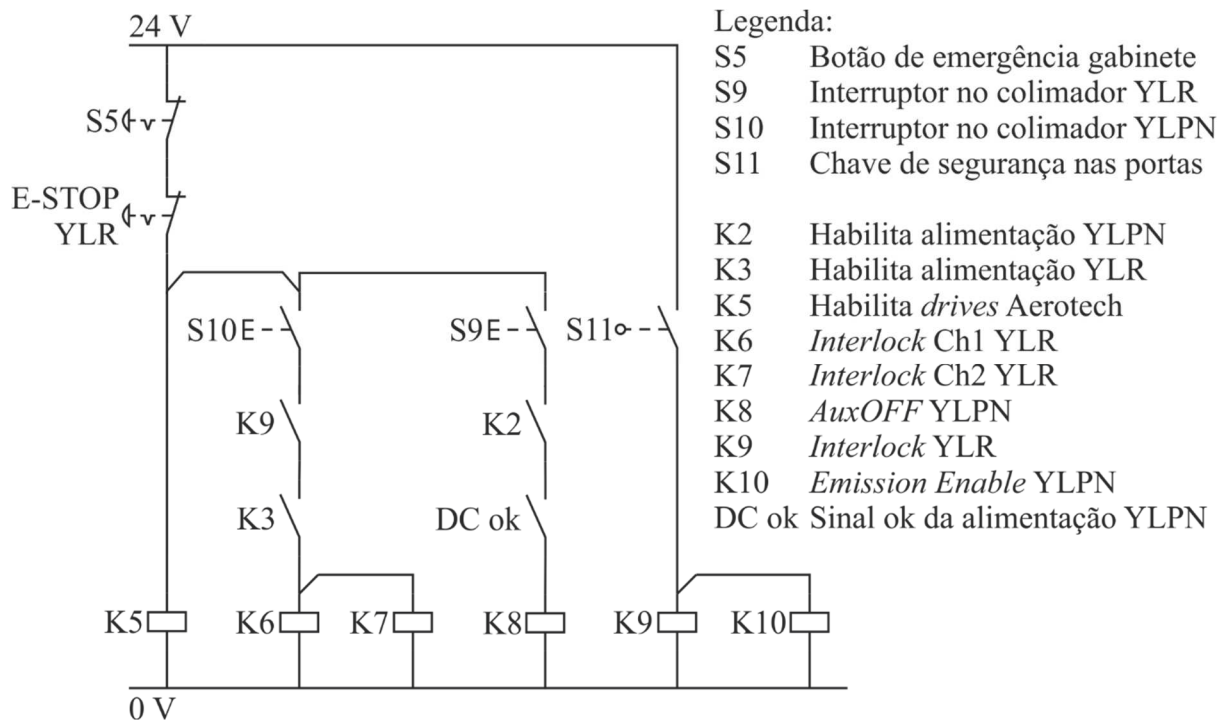 24 V
S5
E-STOP
YLR
S10
S9
S11
K9
K2
K3
DC ok
K5
K6
K7
K8
K9
K10
0 V
Legenda:
S5 Botão de emergência gabinete
S9 Interruptor no colimador YLR
S10 Interruptor no colimador YLPN
S11 Chave de segurança nas portas
K2 Habilita alimentação YLPN
K3 Habilita alimentação YLR
K5 Habilita drives Aerotech
K6 Interlock Ch1 YLR
K7 Interlock Ch2 YLR
K8 AuxOFF YLPN
K9 Interlock YLR
K10 Emission Enable YLPN
DC ok Sinal ok da alimentação YLPN